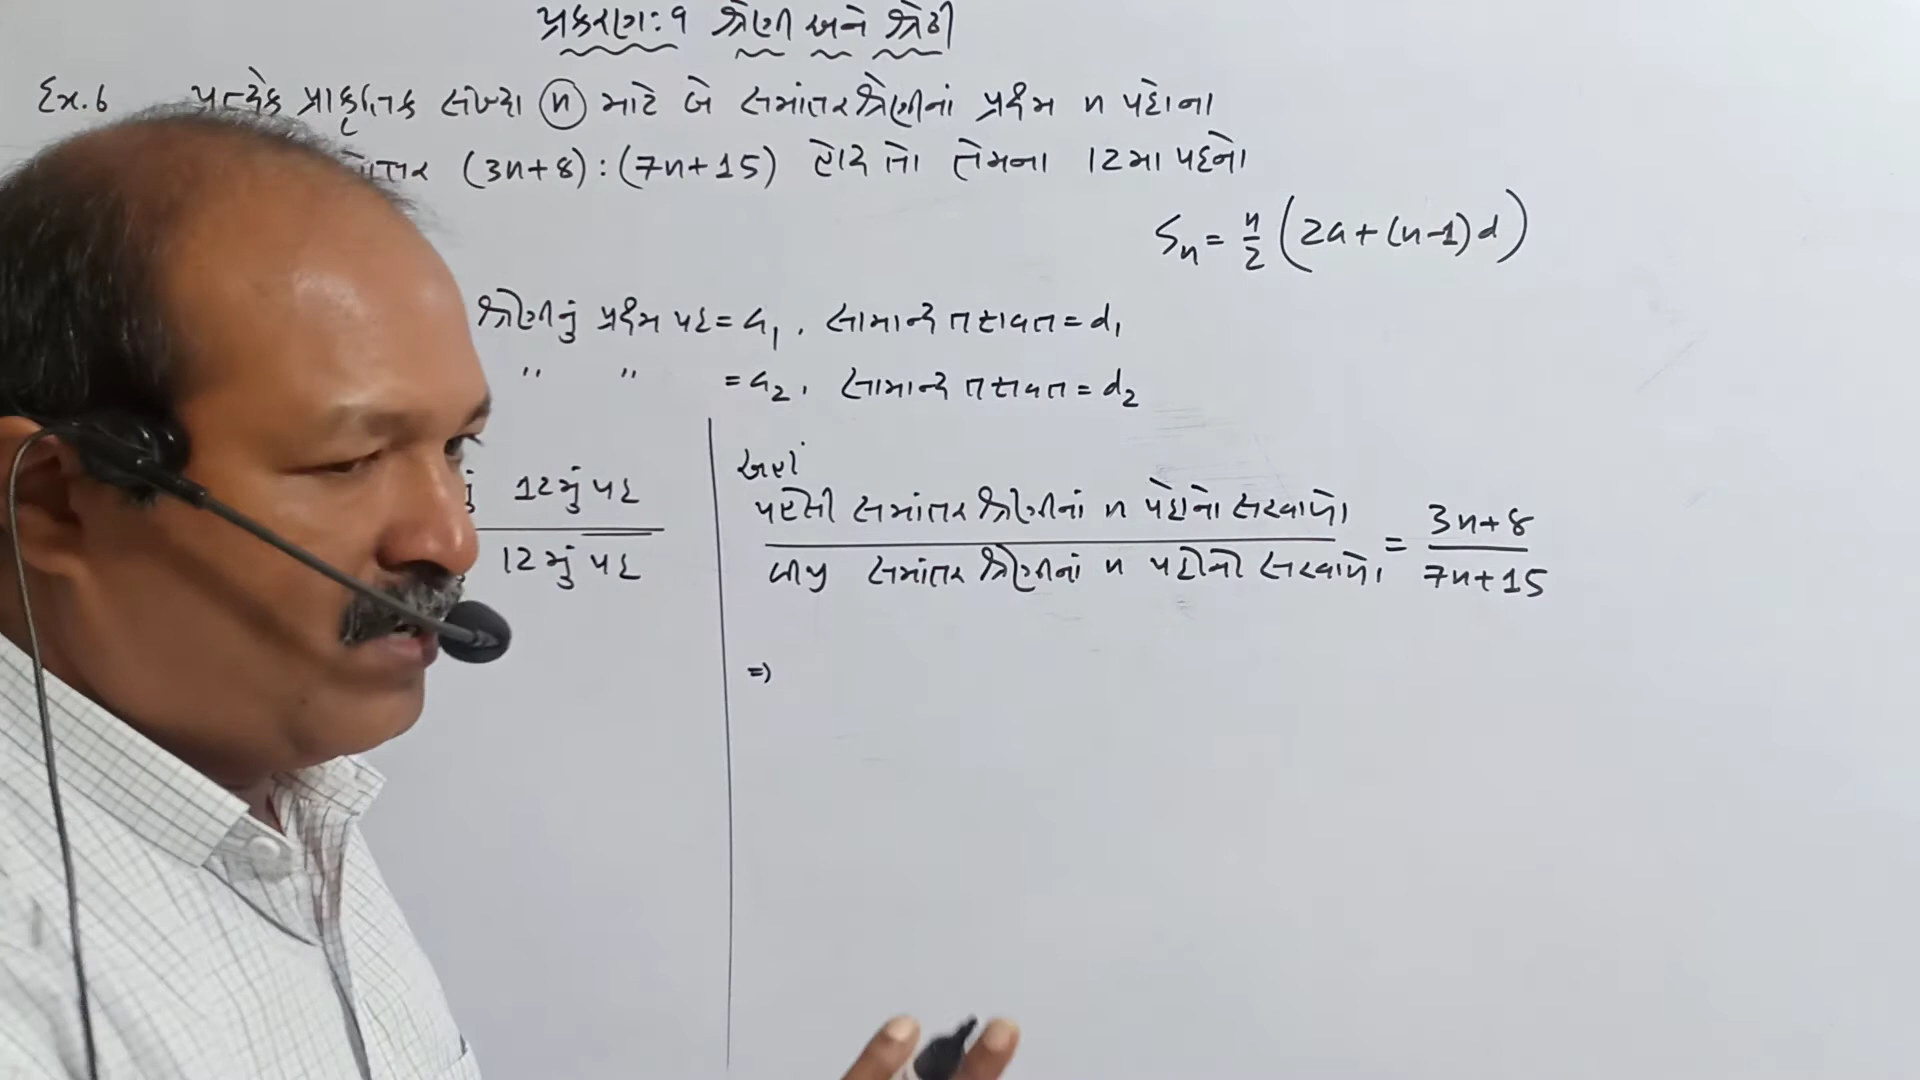 પ્રકરણ: ૧ શ્રેણી અને શ્રેઢી
Ex. 6 પ્રત્યેક પ્રાકૃતિક સંખ્યા n માટે બે સમાંતર શ્રેણીનાં પ્રથમ n પદોના
(3n+8) : (7n+15) હોય તો તેમના 12મા પદનો
Sn = n/2 (2a + (n-1)d)
શ્રેણીનું પ્રથમ પદ = a1 , સામાન્ય તફાવત = d1
" " = a2 , સામાન્ય તફાવત = d2
12મું પદ
12મું પદ
અહીં
પહેલી સમાંતર શ્રેણીનાં n પદોનો સરવાળો
બીજી સમાંતર શ્રેણીનાં n પદોનો સરવાળો
= 3n+8 / 7n+15
=>